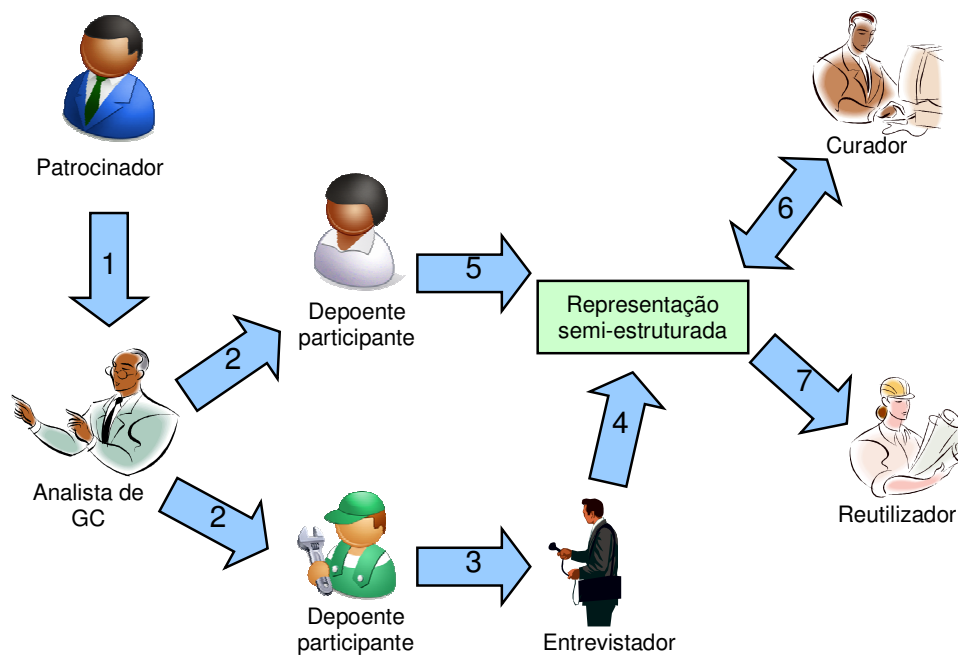 Patrocinador
1
Curador
6
Depoente
participante
5
Representação
semi-estruturada
2
Analista de
GC
2
Depoente
participante
3
Entrevistador
4
7
Reutilizador